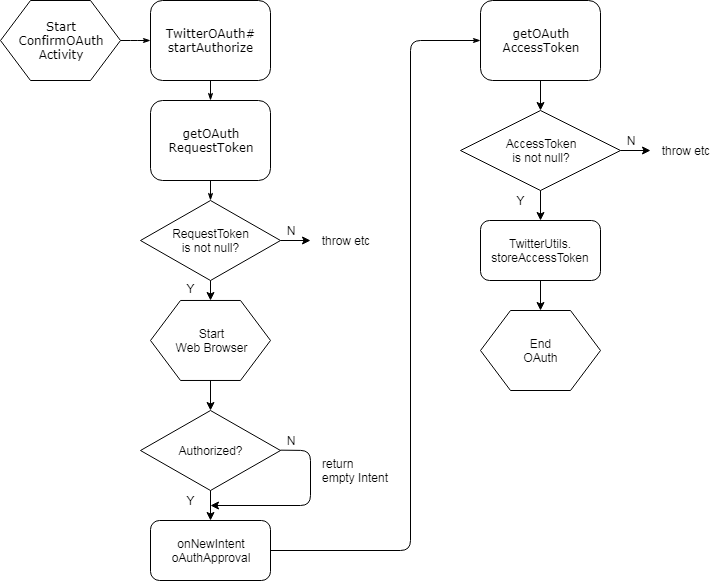 Start
ConfirmOAuth
Activity
TwitterOAuth#
startAuthorize
getOAuth
RequestToken
RequestToken
is not null?
N
throw etc
Y
Start
Web Browser
Authorized?
N
return
empty Intent
Y
onNewIntent
oAuthApproval
getOAuth
AccessToken
AccessToken
is not null?
N
throw etc
Y
TwitterUtils.
storeAccessToken
End
OAuth